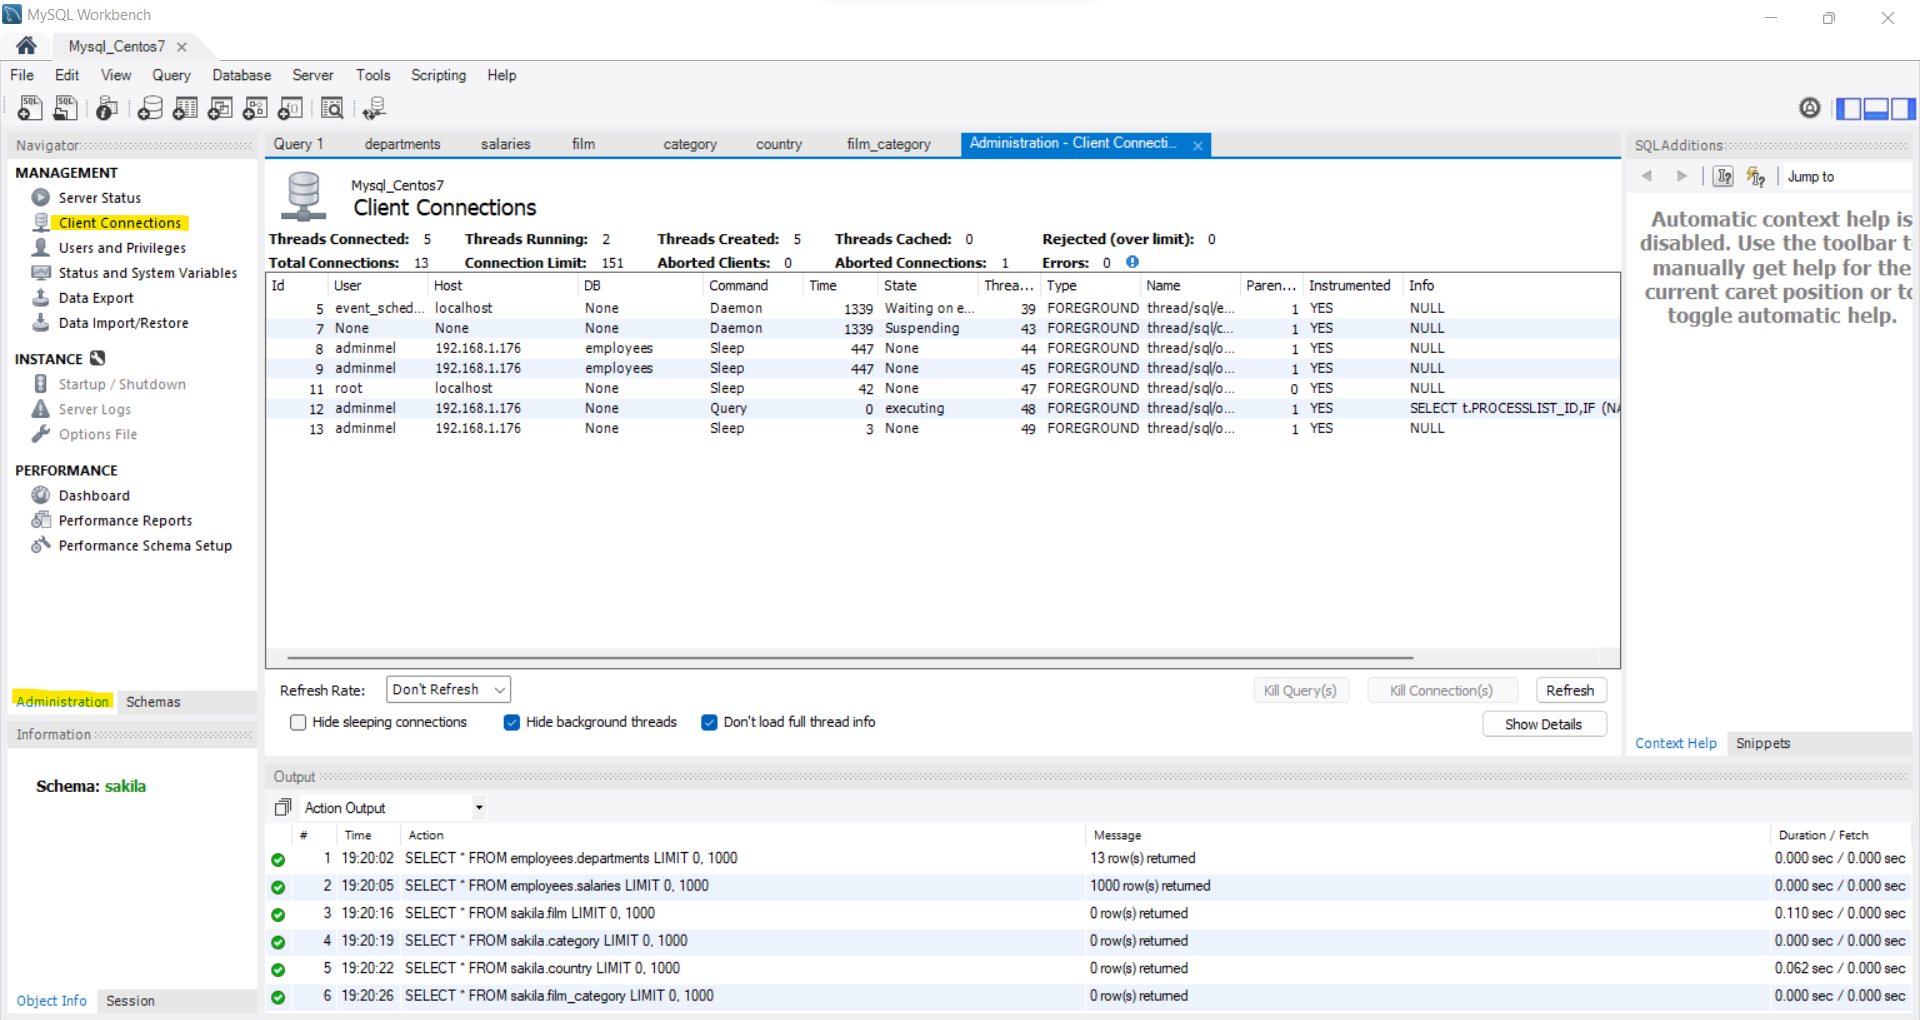 MySQL Workbench
Mysql_Centos7
File Edit View Query Database Server Tools Scripting Help
Navigator
MANAGEMENT
Server Status
Client Connections
Users and Privileges
Status and System Variables
Data Export
Data Import/Restore
INSTANCE
Startup / Shutdown
Server Logs
Options File
PERFORMANCE
Dashboard
Performance Reports
Performance Schema Setup
Administration Schemas
Information
Schema: sakila
Object Info Session
Query 1 departments salaries film category country film_category Administration - Client Connecti...
Mysql_Centos7
Client Connections
Threads Connected: 5 Threads Running: 2 Threads Created: 5 Threads Cached: 0 Rejected (over limit): 0
Total Connections: 13 Connection Limit: 151 Aborted Clients: 0 Aborted Connections: 1 Errors: 0
Id User Host DB Command Time State Threa... Type Name Paren... Instrumented Info
5 event_sched... localhost None Daemon 1339 Waiting on e... 39 FOREGROUND thread/sql/e... 1 YES NULL
7 None None None Daemon 1339 Suspending 43 FOREGROUND thread/sql/c... 1 YES NULL
8 adminmel 192.168.1.176 employees Sleep 447 None 44 FOREGROUND thread/sql/o... 1 YES NULL
9 adminmel 192.168.1.176 employees Sleep 447 None 45 FOREGROUND thread/sql/o... 1 YES NULL
11 root localhost None Sleep 42 None 47 FOREGROUND thread/sql/o... 0 YES NULL
12 adminmel 192.168.1.176 None Query 0 executing 48 FOREGROUND thread/sql/o... 1 YES SELECT t.PROCESSLIST_ID,IF (NA
13 adminmel 192.168.1.176 None Sleep 3 None 49 FOREGROUND thread/sql/o... 1 YES NULL
Refresh Rate: Don't Refresh Kill Query(s) Kill Connection(s) Refresh
Hide sleeping connections Hide background threads Don't load full thread info Show Details
SQLAdditions
Jump to
Automatic context help is
disabled. Use the toolbar t
manually get help for the
current caret position or to
toggle automatic help.
Context Help Snippets
Output
Action Output
# Time Action Message Duration / Fetch
1 19:20:02 SELECT * FROM employees.departments LIMIT 0, 1000 13 row(s) returned 0.000 sec / 0.000 sec
2 19:20:05 SELECT * FROM employees.salaries LIMIT 0, 1000 1000 row(s) returned 0.000 sec / 0.000 sec
3 19:20:16 SELECT * FROM sakila.film LIMIT 0, 1000 0 row(s) returned 0.110 sec / 0.000 sec
4 19:20:19 SELECT * FROM sakila.category LIMIT 0, 1000 0 row(s) returned 0.000 sec / 0.000 sec
5 19:20:22 SELECT * FROM sakila.country LIMIT 0, 1000 0 row(s) returned 0.062 sec / 0.000 sec
6 19:20:26 SELECT * FROM sakila.film_category LIMIT 0, 1000 0 row(s) returned 0.000 sec / 0.000 sec